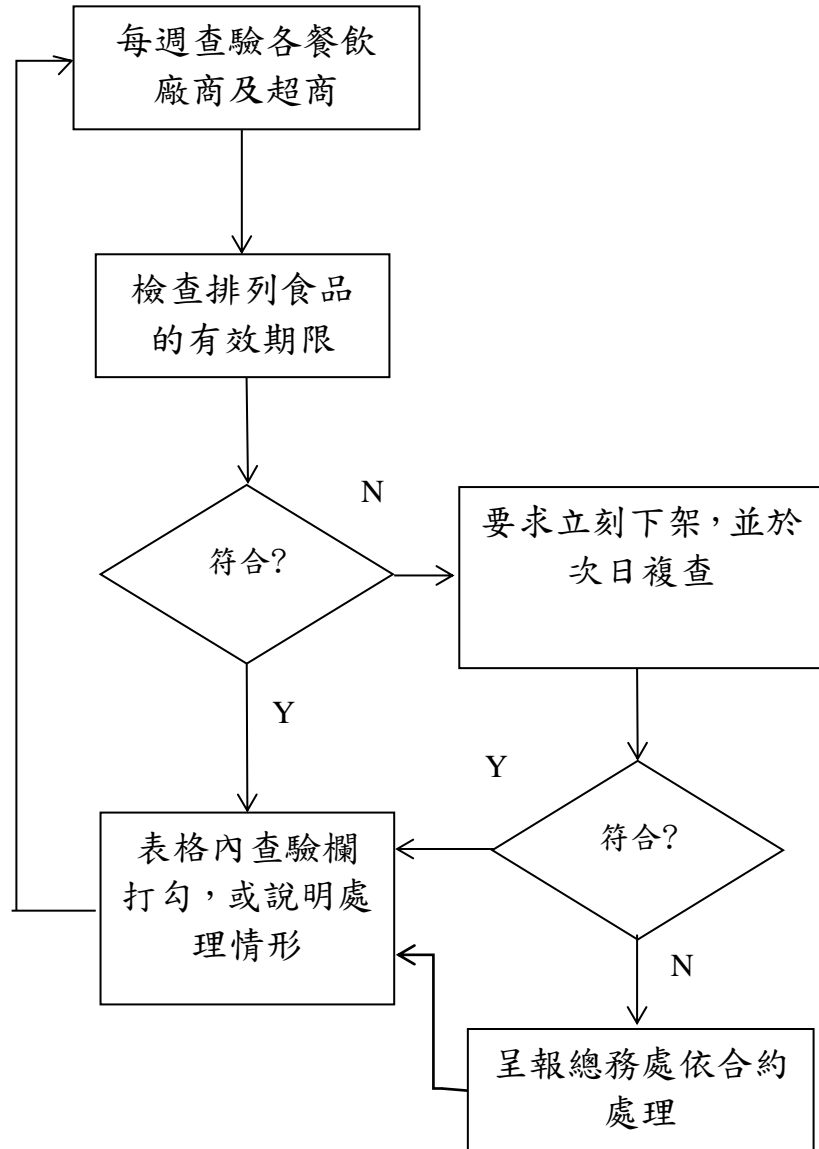 每週查驗各餐飲
廠商及超商
檢查排列食品
的有效期限
N
符合?
要求立刻下架，並於
次日複查
Y
Y
符合?
表格內查驗欄
打勾，或說明處
理情形
N
呈報總務處依合約
處理